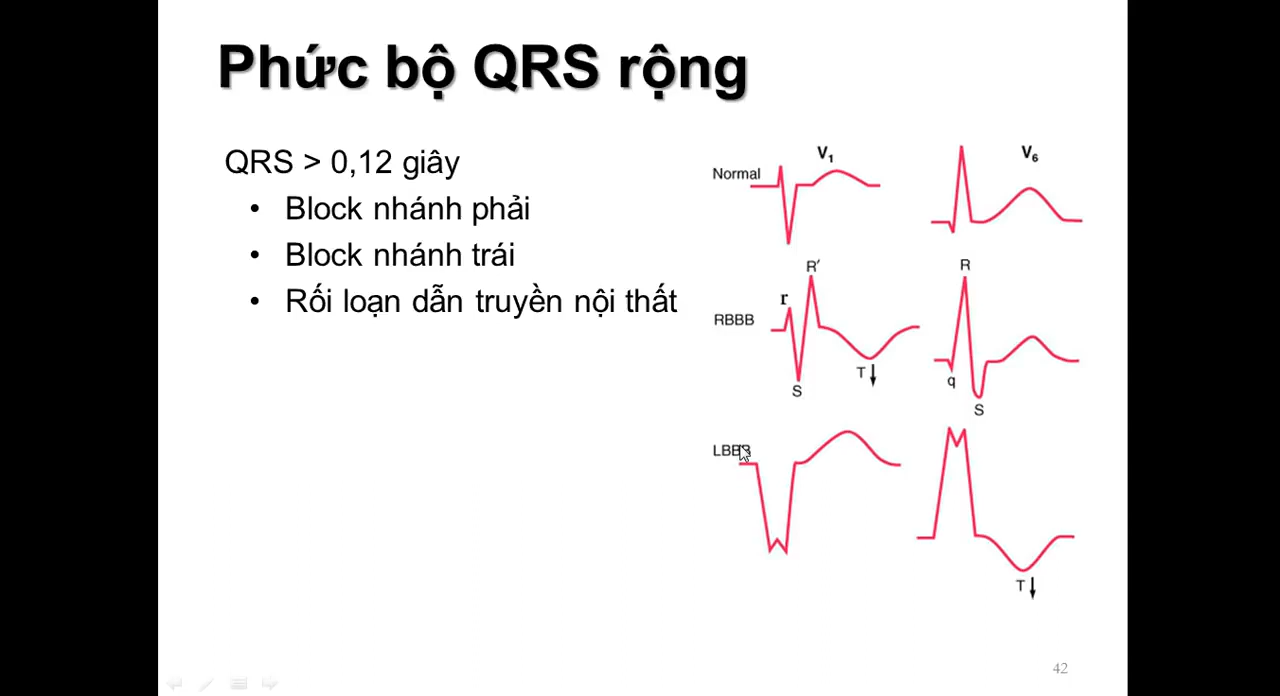 Phức bộ QRS rộng
QRS > 0,12 giây
• Block nhánh phải
• Block nhánh trái
• Rối loạn dẫn truyền nội thất
V1
V6
Normal
R′
R
r
RBBB
T↓
S
q
S
LBBB
T↓
42